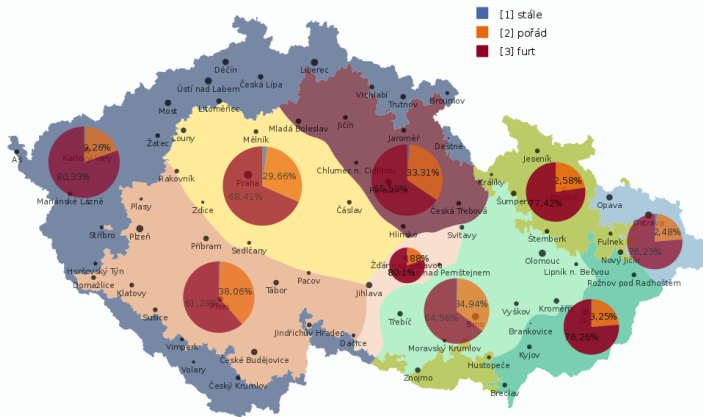 [1] stále
[2] pořád
[3] furt
Děčín
Liberec
Ústí nad Labem
Česká Lípa
Vrchlabí
Trutnov
Broumov
Most
Litoměřice
Mladá Boleslav
Jičín
Žatec
Louny
Mělník
Jaroměř
Deštné
Aš
Karlovy Vary
9,26%
80,33%
Mariánské Lázně
Rakovník
Praha
29,66%
68,41%
Chlumec n. Cidlinou
33,31%
Králíky
Jeseník
2,58%
77,42%
Šumperk
Opava
Ostrava
2,48%
76,23%
Plasy
Zdice
Čáslav
Česká Třebová
Stříbro
Plzeň
Příbram
Sedlčany
Hlinsko
Svitavy
Šternberk
Fulnek
Nový Jičín
Olomouc
Lipník n. Bečvou
Rožnov pod Radhoštěm
Horšovský Týn
Domažlice
Klatovy
Tábor
Pacov
Jihlava
80,1%
nad Pernštejnem
38,06%
61,29%
Písek
Sušice
34,94%
64,56%
Brno
Třebíč
Vyškov
Kroměříž
3,25%
76,26%
Brankovice
Jindřichův Hradec
Dačice
Moravský Krumlov
Kyjov
Vimperk
České Budějovice
Volary
Český Krumlov
Znojmo
Hustopeče
Břeclav